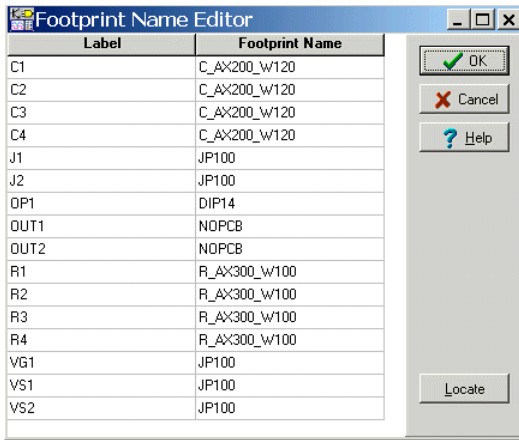 Footprint Name Editor
Label Footprint Name
C1 C_AX200_W120
C2 C_AX200_W120
C3 C_AX200_W120
C4 C_AX200_W120
J1 JP100
J2 JP100
OP1 DIP14
OUT1 NOPCB
OUT2 NOPCB
R1 R_AX300_W100
R2 R_AX300_W100
R3 R_AX300_W100
R4 R_AX300_W100
VG1 JP100
VS1 JP100
VS2 JP100
OK
Cancel
Help
Locate